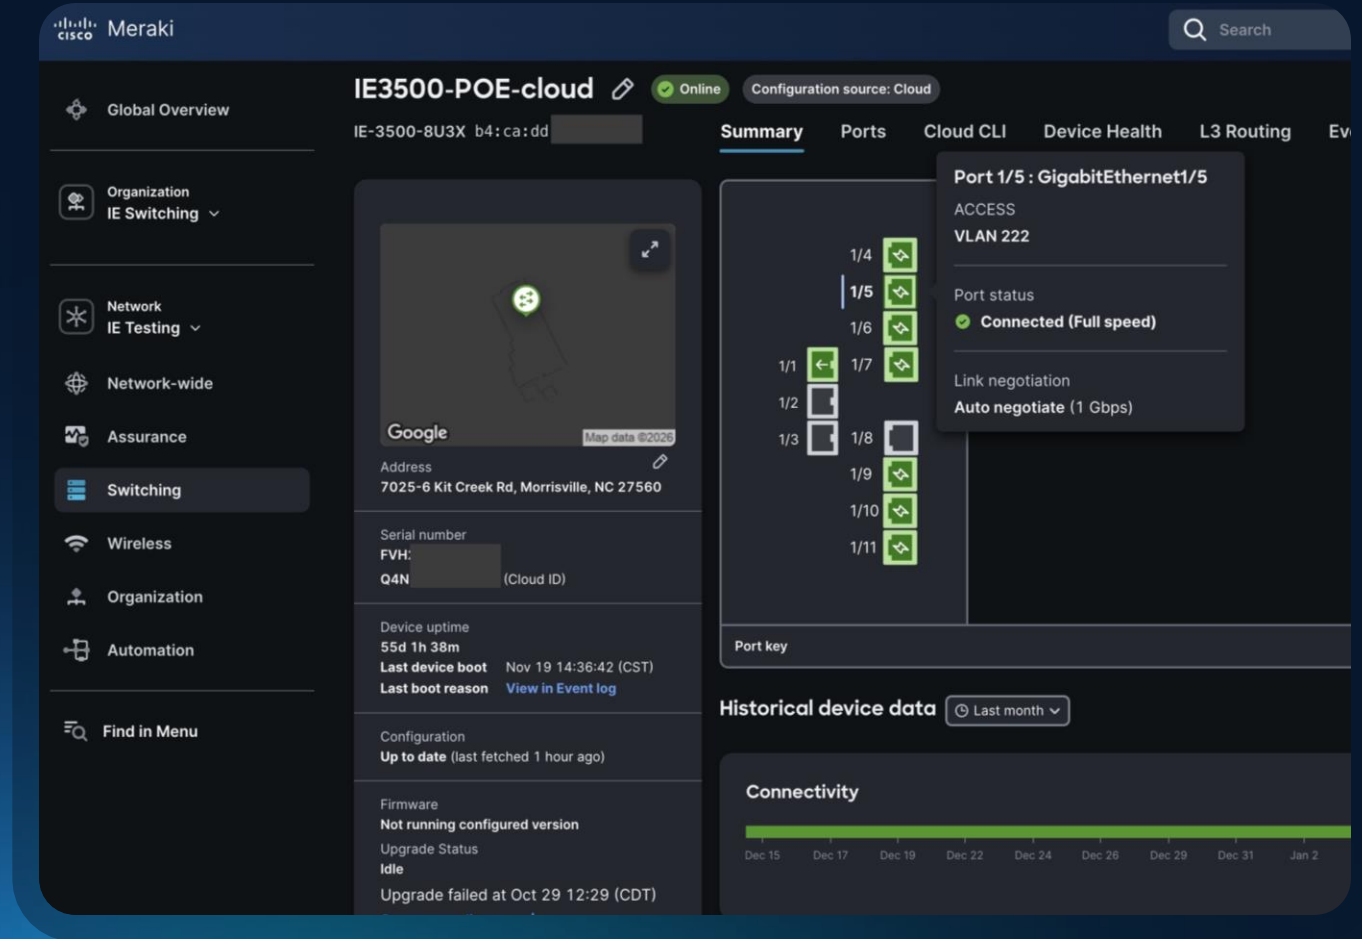 cisco Meraki
Search
Global Overview
Organization
IE Switching
Network
IE Testing
Network-wide
Assurance
Switching
Wireless
Organization
Automation
Find in Menu
IE3500-POE-cloud
Online
Configuration source: Cloud
IE-3500-8U3X b4:ca:dd
Summary Ports Cloud CLI Device Health L3 Routing
Google
Map data ©2026
Address
7025-6 Kit Creek Rd, Morrisville, NC 27560
Serial number
FVH
Q4N (Cloud ID)
Device uptime
55d 1h 38m
Last device boot Nov 19 14:36:42 (CST)
Last boot reason View in Event log
Configuration
Up to date (last fetched 1 hour ago)
Firmware
Not running configured version
Upgrade Status
Idle
Upgrade failed at Oct 29 12:29 (CDT)
1/4
1/5
1/6
1/1 1/7
1/2
1/3 1/8
1/9
1/10
1/11
Port 1/5 : GigabitEthernet1/5
ACCESS
VLAN 222
Port status
Connected (Full speed)
Link negotiation
Auto negotiate (1 Gbps)
Port key
Historical device data Last month
Connectivity
Dec 15 Dec 17 Dec 19 Dec 22 Dec 24 Dec 26 Dec 29 Dec 31 Jan 2